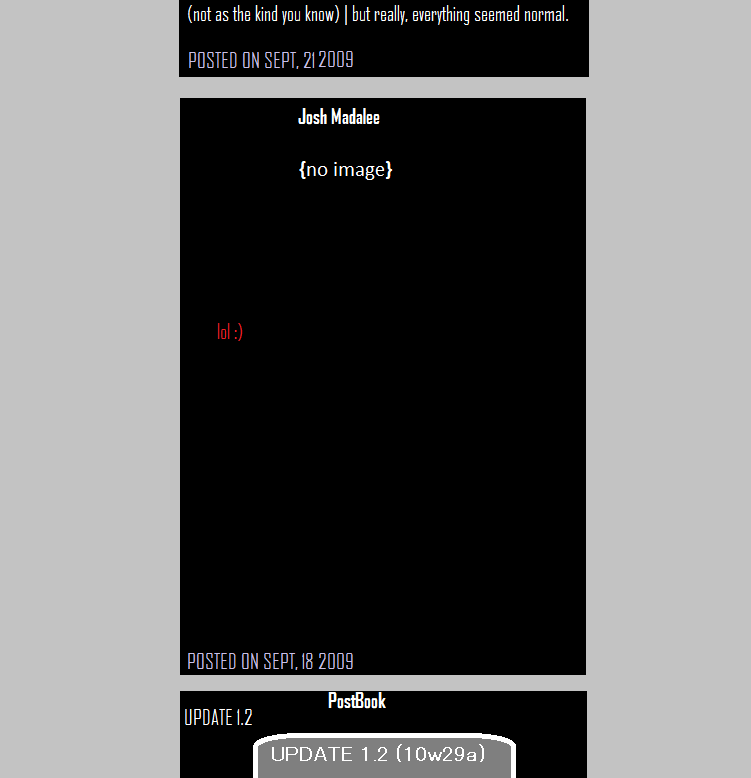 (not as the kind you know) | but really, everything seemed normal.
POSTED ON SEPT, 21 2009
Josh Madalee
{no image}
lol :)
POSTED ON SEPT, 18 2009
PostBook
UPDATE 1.2
UPDATE 1.2 (10w29a)